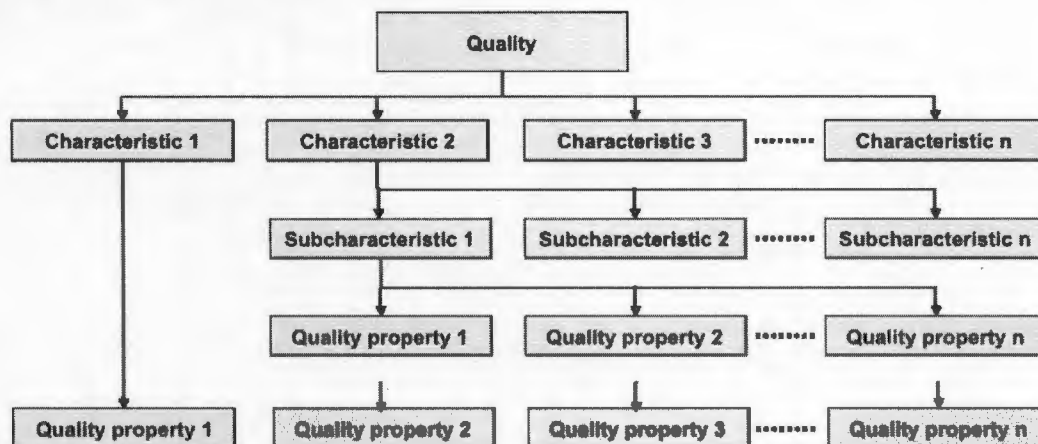 Quality
Characteristic 1
Characteristic 2
Characteristic 3
Characteristic n
Subcharacteristic 1
Subcharacteristic 2
Subcharacteristic n
Quality property 1
Quality property 2
Quality property n
Quality property 1
Quality property 2
Quality property 3
Quality property n